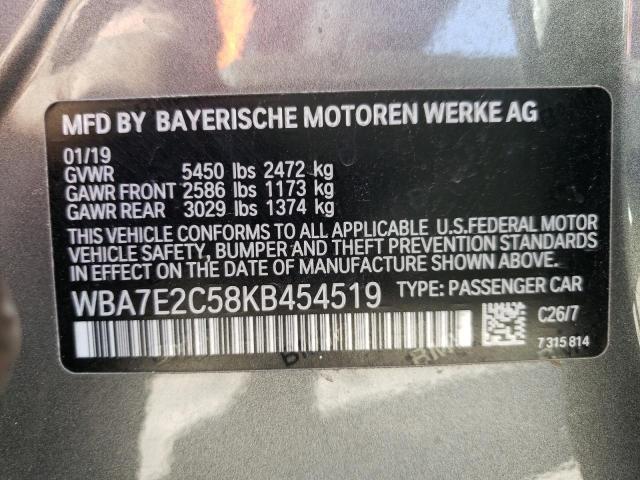 MFD BY BAYERISCHE MOTOREN WERKE AG
01/19
GVWR 5450 lbs 2472 kg
GAWR FRONT 2586 lbs 1173 kg
GAWR REAR 3029 lbs 1374 kg
THIS VEHICLE CONFORMS TO ALL APPLICABLE U.S.FEDERAL MOTOR
VEHICLE SAFETY, BUMPER AND THEFT PREVENTION STANDARDS
IN EFFECT ON THE DATE OF MANUFACTURE SHOWN ABOVE.
WBA7E2C58KB454519 TYPE: PASSENGER CAR
C26/7
7 315 814